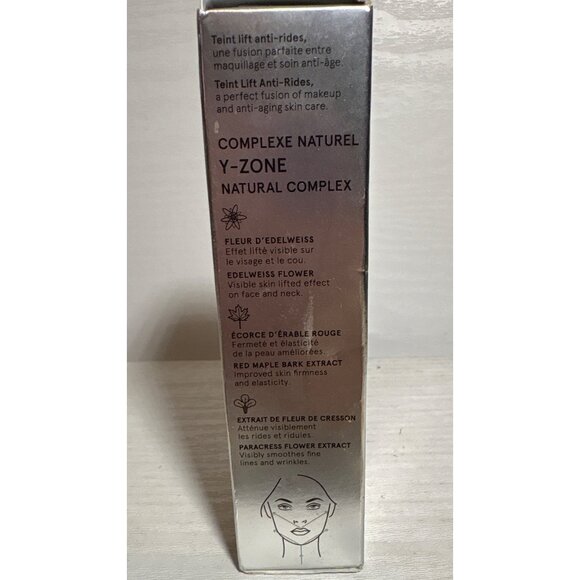 Teint lift anti-rides,
une fusion parfaite entre
maquillage et soin anti-âge.
Teint Lift Anti-Rides,
a perfect fusion of makeup
and anti-aging skin care.
COMPLEXE NATUREL
Y-ZONE
NATURAL COMPLEX
FLEUR D'EDELWEISS
Effet lifté visible sur
le visage et le cou.
EDELWEISS FLOWER
Visible skin lifted effect
on face and neck.
ÉCORCE D'ÉRABLE ROUGE
Fermeté et élasticité
de la peau améliorées.
RED MAPLE BARK EXTRACT
Improved skin firmness
and elasticity.
EXTRAIT DE FLEUR DE CRESSON
Atténue visiblement
les rides et ridules.
PARACRESS FLOWER EXTRACT
Visibly smoothes fine
lines and wrinkles.